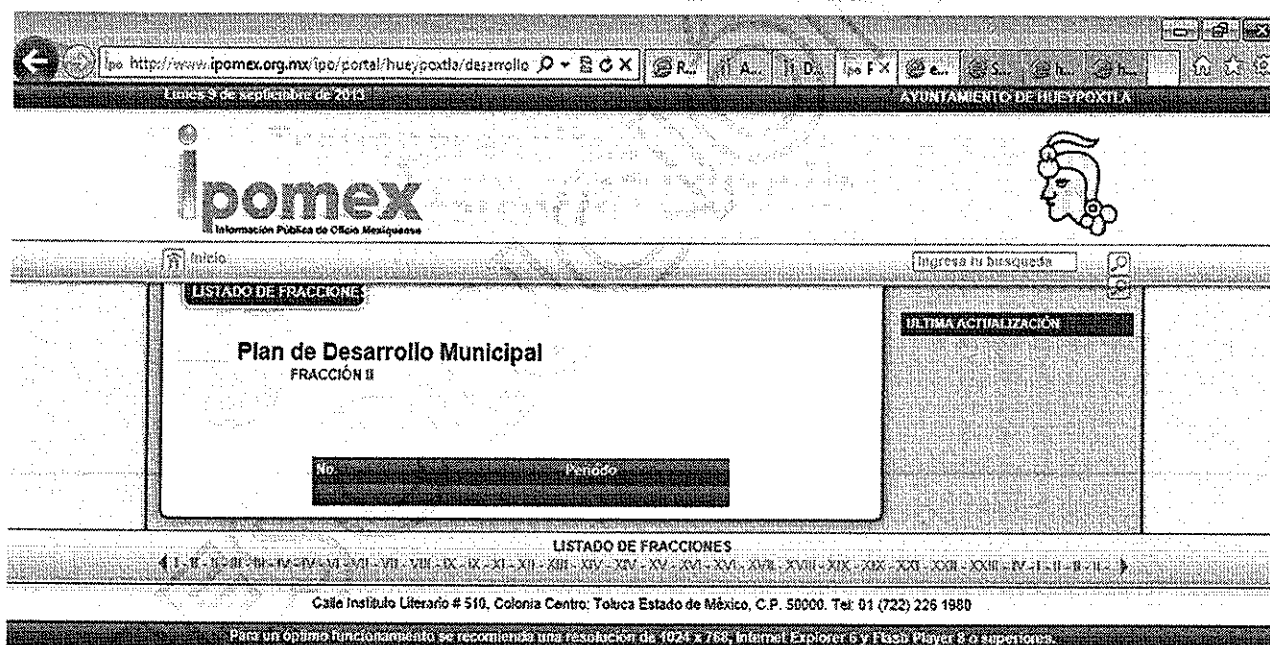 http://www.ipomex.org.mx/ipo/portal/hueypoxtla/desarrollo
Lunes 9 de septiembre de 2013
AYUNTAMIENTO DE HUEYPOXTLA
ipomex
Información Pública de Oficio Mexiquense
Inicio
Ingresa tu busqueda
LISTADO DE FRACCIONES
ULTIMA ACTUALIZACIÓN
Plan de Desarrollo Municipal
FRACCIÓN II
No. Periodo
LISTADO DE FRACCIONES
Calle Instituto Literario # 510, Colonia Centro; Toluca Estado de México, C.P. 50000. Tel: 01 (722) 226 1980
Para un óptimo funcionamiento se recomienda una resolución de 1024 x 768, Internet Explorer 6 y Flash Player 8 o superiores.